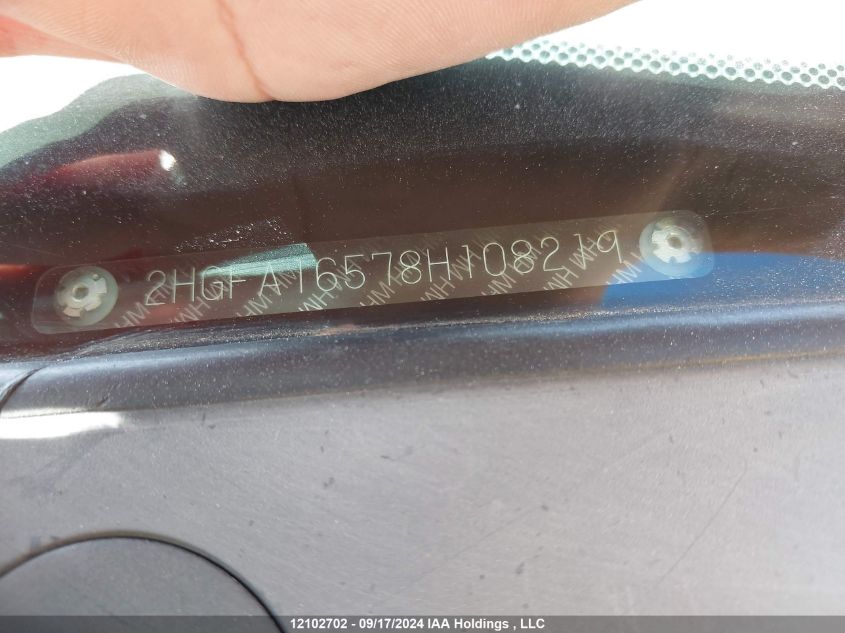 2HGFA16578H108219
12102702 - 09/17/2024 IAA Holdings , LLC